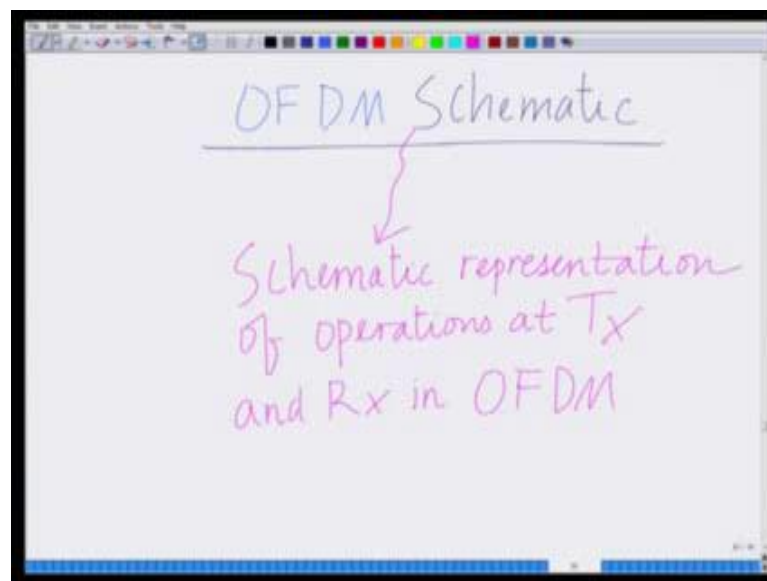 OFDM Schematic
Schematic representation
of operations at Tx
and Rx in OFDM